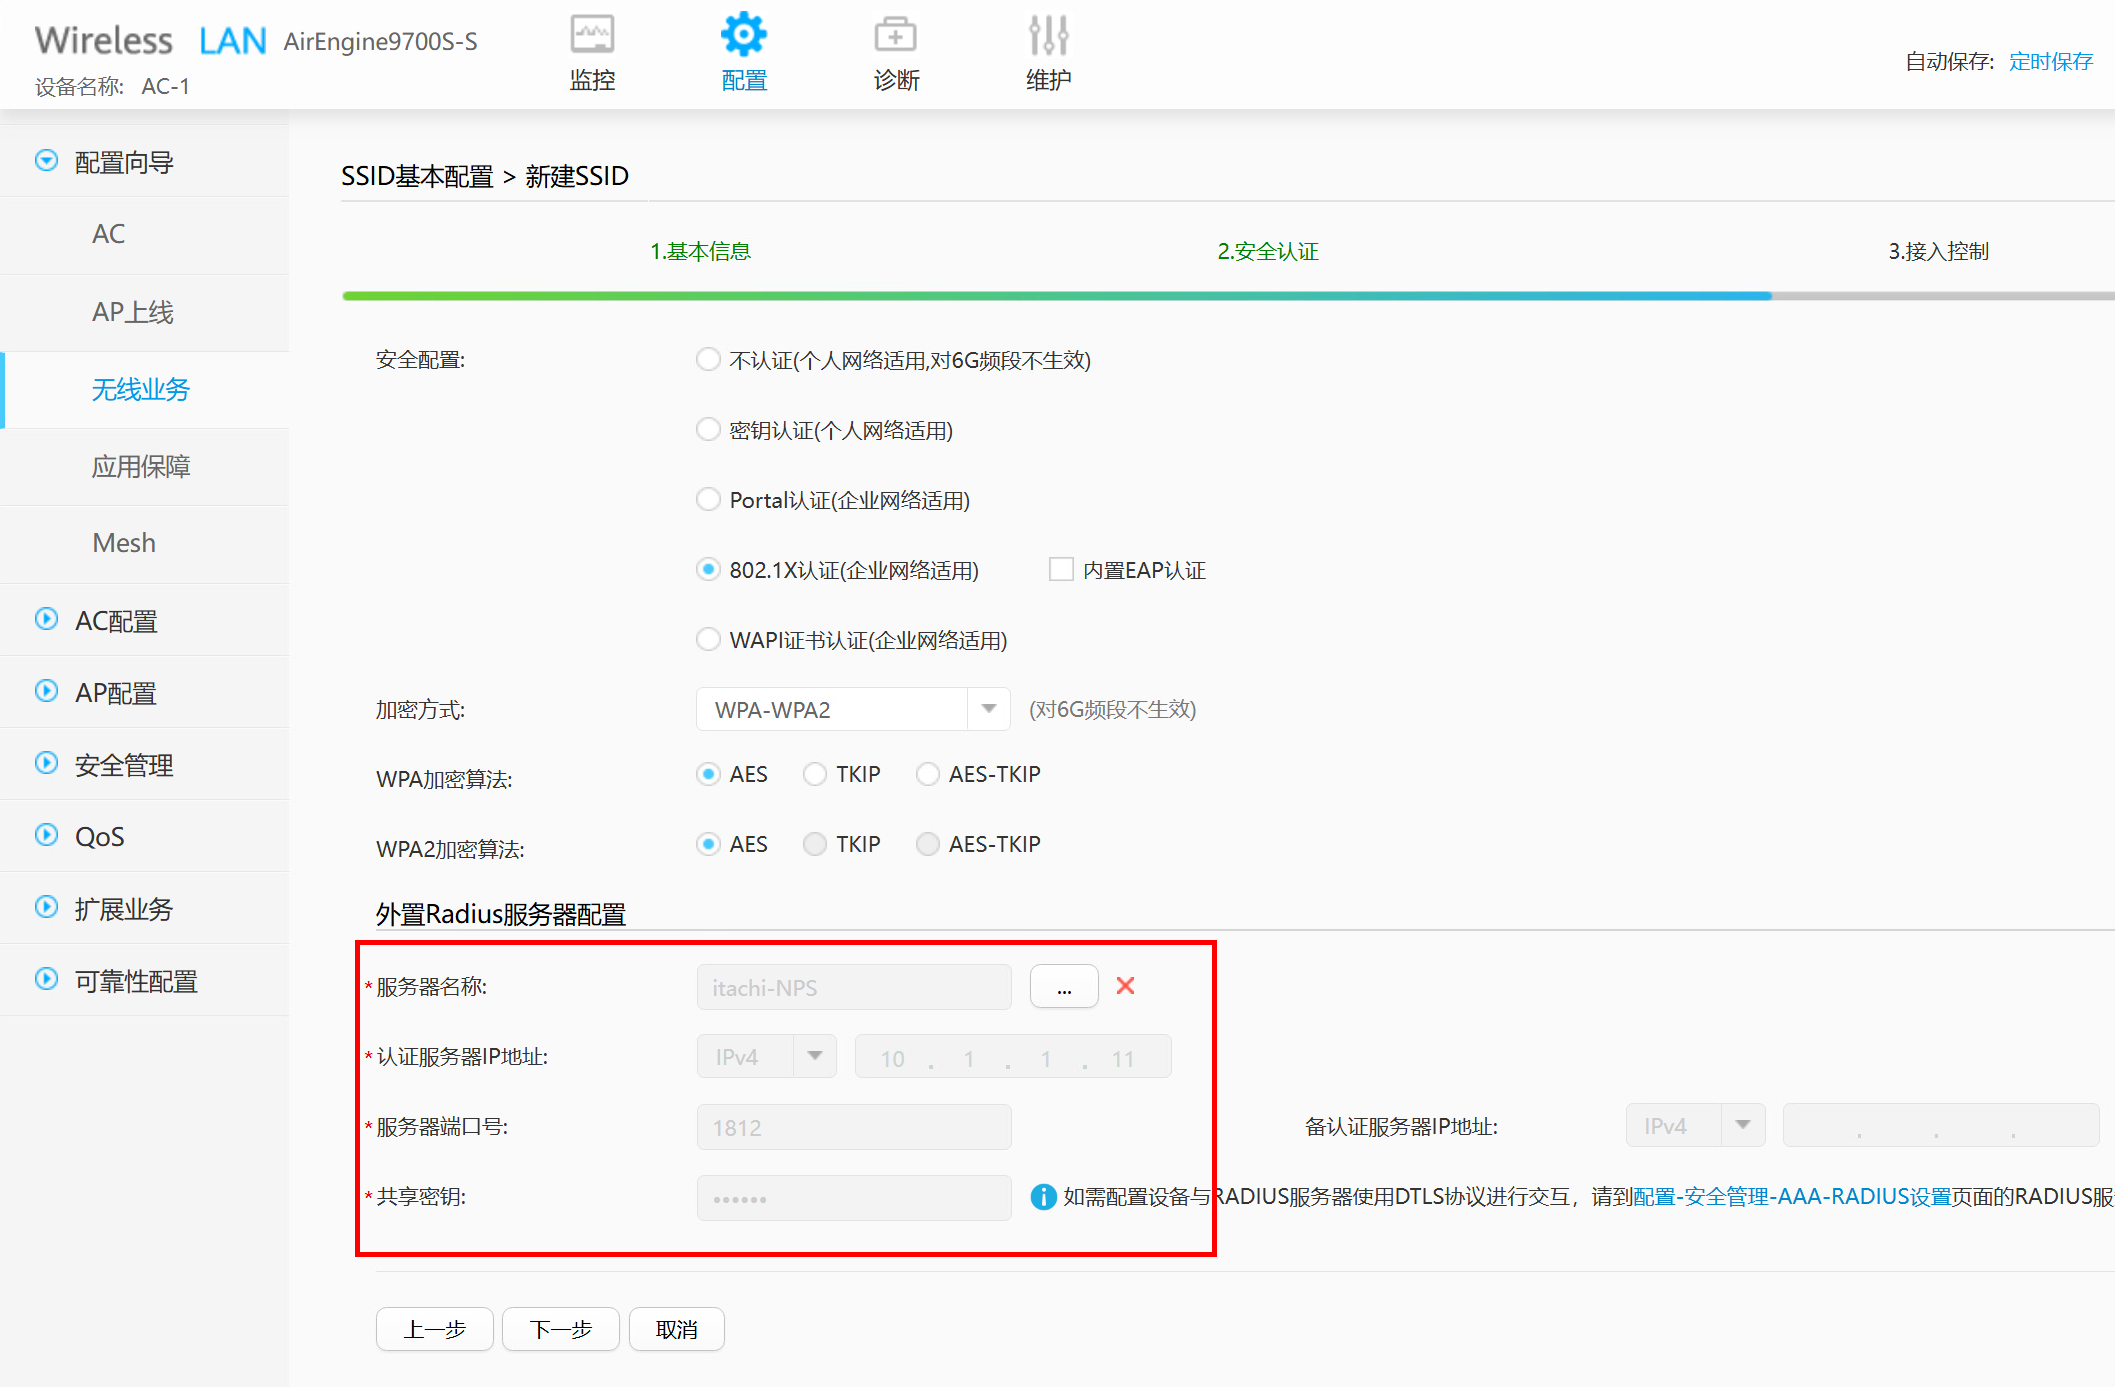 Wireless LAN AirEngine9700S-S
设备名称: AC-1
监控
配置
诊断
维护
自动保存: 定时保存
配置向导
AC
AP上线
无线业务
应用保障
Mesh
AC配置
AP配置
安全管理
QoS
扩展业务
可靠性配置
SSID基本配置 > 新建SSID
1.基本信息
2.安全认证
3.接入控制
安全配置:
不认证(个人网络适用,对6G频段不生效)
密钥认证(个人网络适用)
Portal认证(企业网络适用)
802.1X认证(企业网络适用) 内置EAP认证
WAPI证书认证(企业网络适用)
加密方式: WPA-WPA2 (对6G频段不生效)
WPA加密算法: AES TKIP AES-TKIP
WPA2加密算法: AES TKIP AES-TKIP
外置Radius服务器配置
*服务器名称: itachi-NPS ...
*认证服务器IP地址: IPv4 10 . 1 . 1 . 11
*服务器端口号: 1812 备认证服务器IP地址: IPv4 . . .
*共享密钥: •••••• 如需配置设备与RADIUS服务器使用DTLS协议进行交互，请到配置-安全管理-AAA-RADIUS设置页面的RADIUS服
上一步 下一步 取消